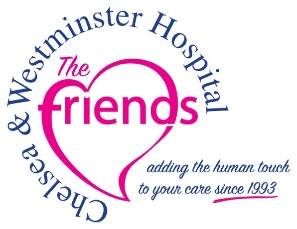 Chelsea & Westminster Hospital
The
friends
adding the human touch
to your care since 1993